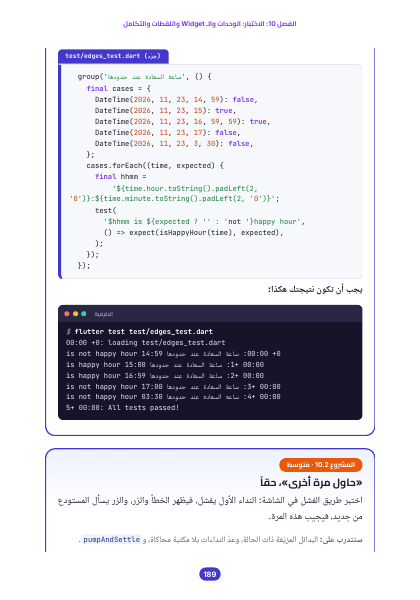 الفصل 10: الاختبار: الوحدات والـ Widget واللقطات والتكامل
test/edges_test.dart (جزء)
group('ساعة السعادة عند حدودها', () {
final cases = {
DateTime(2026, 11, 23, 14, 59): false,
DateTime(2026, 11, 23, 15): true,
DateTime(2026, 11, 23, 16, 59, 59): true,
DateTime(2026, 11, 23, 17): false,
DateTime(2026, 11, 23, 3, 30): false,
};
cases.forEach((time, expected) {
final hhmm =
'${time.hour.toString().padLeft(2,
'0')}:${time.minute.toString().padLeft(2, '0')}';
test(
'$hhmm is ${expected ? '' : 'not '}happy hour',
() => expect(isHappyHour(time), expected),
);
});
});
يجب أن تكون نتيجتك هكذا:
الطرفية
$ flutter test test/edges_test.dart
00:00 +0: loading test/edges_test.dart
is not happy hour 14:59 ساعة السعادة عند حدودها :00:00 +0
is happy hour 15:00 ساعة السعادة عند حدودها :1+ 00:00
is happy hour 16:59 ساعة السعادة عند حدودها :2+ 00:00
is not happy hour 17:00 ساعة السعادة عند حدودها :3+ 00:00
is not happy hour 03:30 ساعة السعادة عند حدودها :4+ 00:00
5+ 00:00: All tests passed!
المشروع 10.2 · متوسط
«حاول مرة أخرى»، حقاً
اختبر طريق الفشل في الشاشة: النداء الأول يفشل، فيظهر الخطأ والزر، والزر يسأل المستودع
من جديد، فيجيب هذه المرة.
ستتدرب على: البدائل المزيّفة ذات الحالة، وعدّ النداءات بلا مكتبة محاكاة، و pumpAndSettle.
189